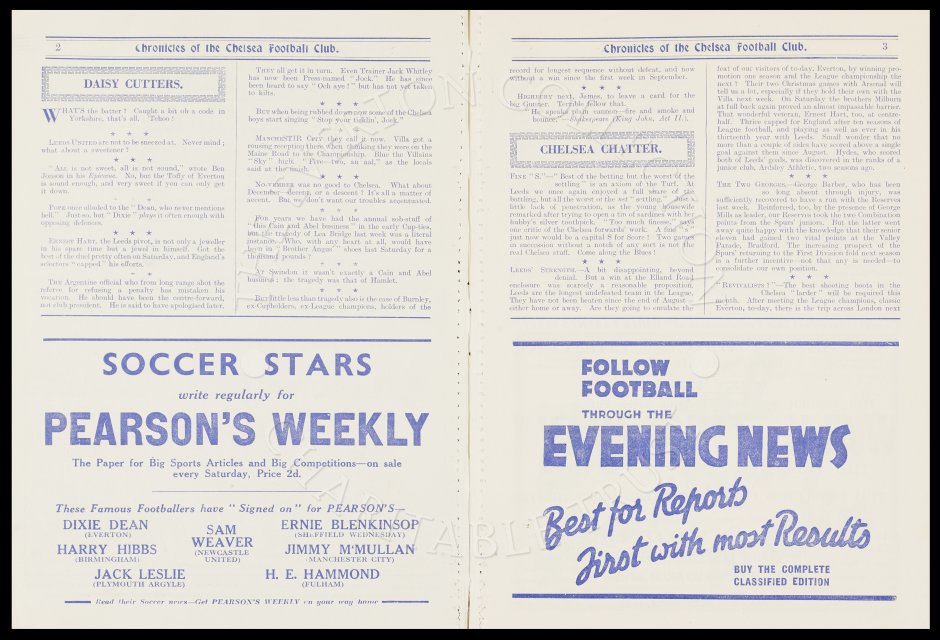 2
Chronicles of the Chelsea Football Club.
DAISY CUTTERS.
WHAT'S the batter? Caught a bit ob a code in
Yorkshire, that's all. 'Tchoo!
LEEDS UNITED are not to be sneezed at. Never mind;
what about a sweetener?
"ALL is not sweet, all is not sound," wrote Ben
Jonson in his Epicene. No, but the Toffy of Everton
is sound enough, and very sweet if you can only get
it down.
POPE once alluded to the "Dean, who never mentions
hell." Just so, but "Dixie" plays it often enough with
opposing defences.
ERNEST HART, the Leeds pivot, is not only a jeweller
in his spare time but a jewel in himself. Got the
best of the duel pretty often on Saturday, and England's
selectors "capped" his efforts.
THE Argentine official who from long range shot the
referee for refusing a penalty has mistaken his
vocation. He should have been the centre-forward,
not club president. He is said to have apologised later.
THEY all get it in turn. Even Trainer Jack Whitley
has now been Press-named "Jock." He has since
been heard to say "Och aye!" but has not yet taken
to kilts.
BUT when being rubbed down now some of the Chelsea
boys start singing "Stop your ticklin', Jock."
MANCHESTER CITY they call it now. Villa got a
rousing reception there when thinking they were on the
Maine Road to the Championship. Blue the Villains
"Sky" high. "Five—two, an aal," as the locals
said at the finish.
NOVEMBER was no good to Chelsea. What about
December. Decent, or a descent? It's all a matter of
accent. But we don't want our troubles accentuated.
FOR years we have had the annual sob-stuff of
"this Cain and Abel business" in the early Cup-ties,
but the tragedy of Lea Bridge last week was a literal
instance. Who, with any heart at all, would have
been in "Brother Angus'" shoes last Saturday for a
thousand pounds?
AT Swindon it wasn't exactly a Cain and Abel
business; the tragedy was that of Hamlet.
BUT little less than tragedy also is the case of Burnley,
ex-Cupholders, ex-League champions, holders of the
SOCCER STARS
write regularly for
PEARSON'S WEEKLY
The Paper for Big Sports Articles and Big Competitions—on sale
every Saturday, Price 2d.
These Famous Footballers have "Signed on" for PEARSON'S—
DIXIE DEAN
(EVERTON)
SAM
WEAVER
(NEWCASTLE
UNITED)
ERNIE BLENKINSOP
(SHEFFIELD WEDNESDAY)
HARRY HIBBS
(BIRMINGHAM)
JIMMY M'MULLAN
(MANCHESTER CITY)
JACK LESLIE
(PLYMOUTH ARGYLE)
H. E. HAMMOND
(FULHAM)
Read their Soccer news—Get PEARSON'S WEEKLY on your way home
Chronicles of the Chelsea Football Club.
3
record for longest sequence without defeat, and now
without a win since the first week in September.
HIGHBURY next, Jeames, to leave a card for the
big Gunner. Terrible fellow that.
He speaks plain cannon-fire and smoke and
bounce.—Shakespeare (King John, Act II.).
CHELSEA CHATTER.
FINE "S."—"Best of the betting but the worst of the
settling" is an axiom of the Turf. At
Leeds we once again enjoyed a full share of the
battling, but all the worst of the net "settling." Just a
little lack of penetration, as the young housewife
remarked after trying to open a tin of sardines with her
hubby's silver toothpick. "Too much finesse," says
one critic of the Chelsea forwards' work. A fine "s"
just now would be a capital S for Score! Two games
in succession without a notch of any sort is not the
real Chelsea stuff. Come along the Blues!
LEEDS' STRENGTH.—A bit disappointing, beyond
denial. But a win at the Elland Road
enclosure was scarcely a reasonable proposition.
Leeds are the longest undefeated team in the League.
They have not been beaten since the end of August—
either home or away. Are they going to emulate the
feat of our visitors of to-day, Everton, by winning pro-
motion one season and the League championship the
next? Their two Christmas games with Arsenal will
tell us a lot, especially if they hold their own with the
Villa next week. On Saturday the brothers Milburn
at full back again proved an almost impassable barrier.
That wonderful veteran, Ernest Hart, too, at centre-
half. Thrice capped for England after ten seasons of
League football, and playing as well as ever in his
thirteenth year with Leeds. Small wonder that no
more than a couple of sides have scored above a single
goal against them since August. Hydes, who scored
both of Leeds' goals, was discovered in the ranks of a
junior club, Ardsley Athletic, two seasons ago.
THE TWO GEORGES.—George Barber, who has been
so long absent through injury, was
sufficiently recovered to have a run with the Reserves
last week. Reinforced, too, by the presence of George
Mills as leader, our Reserves took the two Combination
points from the Spurs' juniors, whilst the latter went
away quite happy with the knowledge that their senior
eleven had gained two vital points at the Valley
Parade, Bradford. The increasing prospect of the
Spurs' returning to the First Division fold next season
is a further incentive—not that any is needed—to
consolidate our own position.
"REVITALISERS!"—The best shooting boots in the
Chelsea "larder" will be required this
month. After meeting the League champions, classic
Everton, to-day, there is the trip across London next
FOLLOW
FOOTBALL
THROUGH THE
EVENING NEWS
Best for Reports
First with most Results
BUY THE COMPLETE
CLASSIFIED EDITION